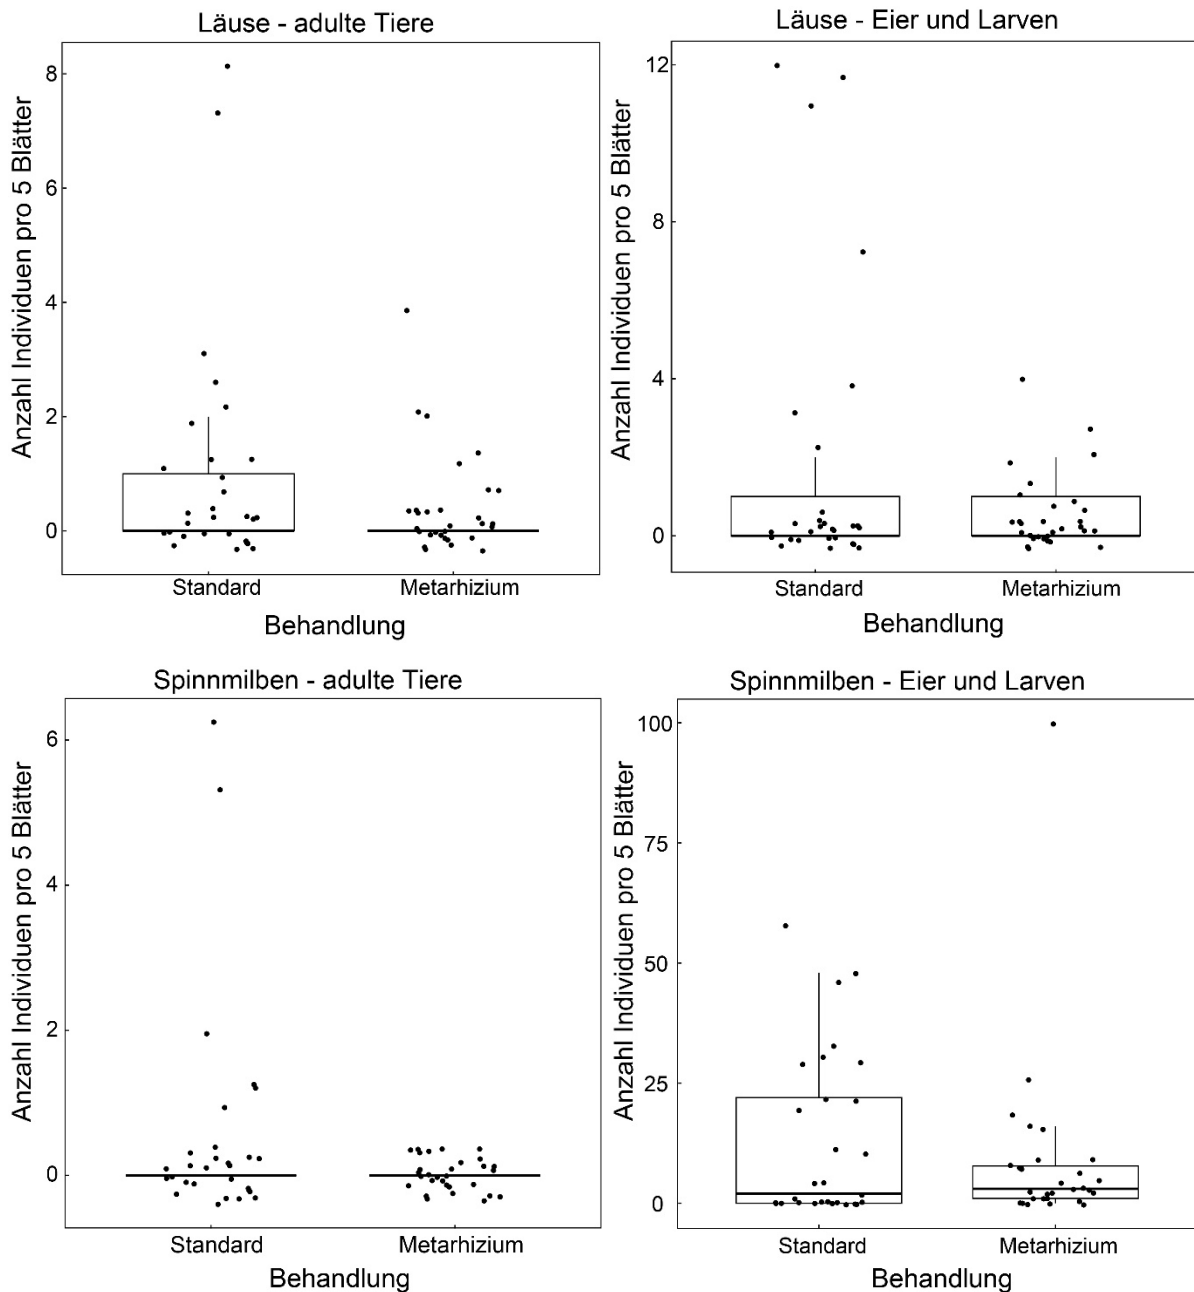 Läuse - adulte Tiere
Anzahl Individuen pro 5 Blätter
8
6
4
2
0
Standard Metarhizium
Behandlung
Läuse - Eier und Larven
Anzahl Individuen pro 5 Blätter
12
8
4
0
Standard Metarhizium
Behandlung
Spinnmilben - adulte Tiere
Anzahl Individuen pro 5 Blätter
6
4
2
0
Standard Metarhizium
Behandlung
Spinnmilben - Eier und Larven
Anzahl Individuen pro 5 Blätter
100
75
50
25
0
Standard Metarhizium
Behandlung